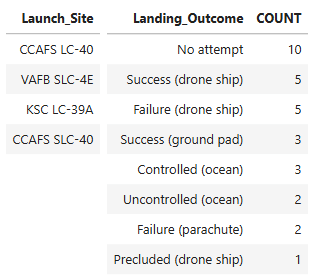 Launch_Site Landing_Outcome COUNT
CCAFS LC-40 No attempt 10
VAFB SLC-4E Success (drone ship) 5
KSC LC-39A Failure (drone ship) 5
CCAFS SLC-40 Success (ground pad) 3
Controlled (ocean) 3
Uncontrolled (ocean) 2
Failure (parachute) 2
Precluded (drone ship) 1